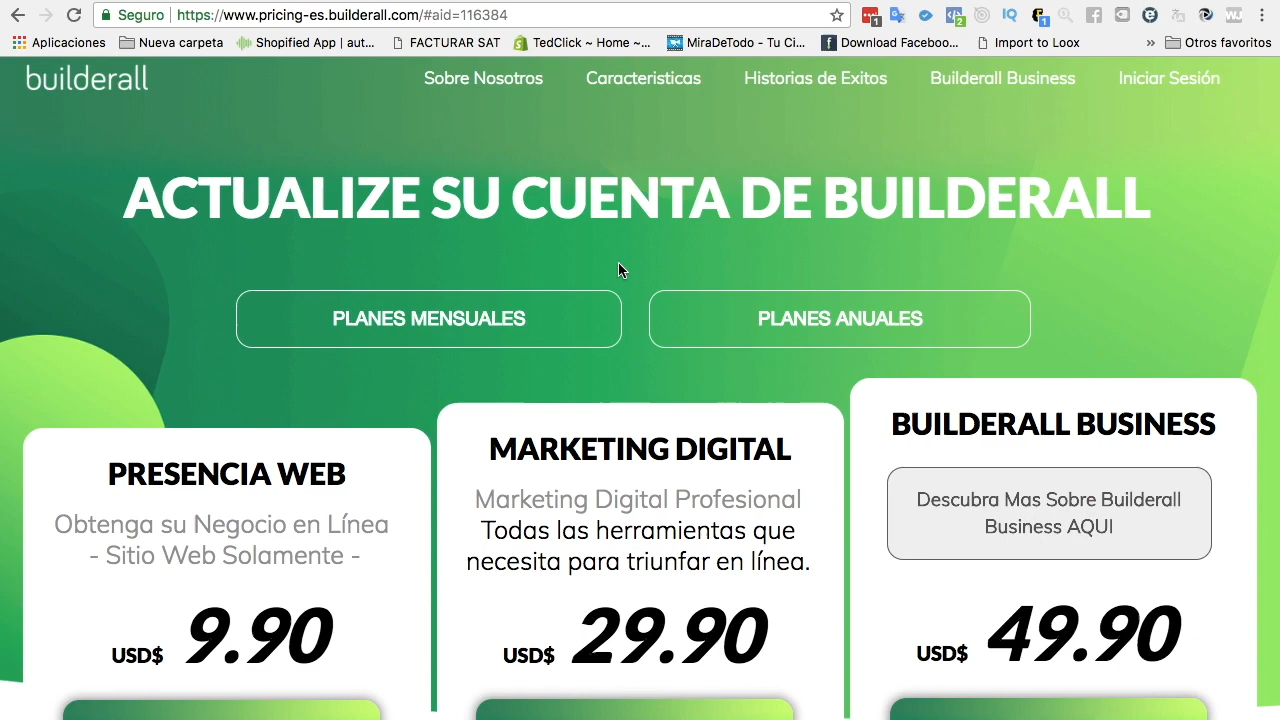 Seguro https://www.pricing-es.builderall.com/#aid=116384
Aplicaciones Nueva carpeta Shopified App | aut... FACTURAR SAT TedClick ~ Home ~... MiraDeTodo - Tu Ci... Download Faceboo... Import to Loox » Otros favoritos
builderall Sobre Nosotros Caracteristicas Historias de Exitos Builderall Business Iniciar Sesión
ACTUALIZE SU CUENTA DE BUILDERALL
PLANES MENSUALES PLANES ANUALES
PRESENCIA WEB
Obtenga su Negocio en Línea
- Sitio Web Solamente -
USD$ 9.90
MARKETING DIGITAL
Marketing Digital Profesional
Todas las herramientas que
necesita para triunfar en línea.
USD$ 29.90
BUILDERALL BUSINESS
Descubra Mas Sobre Builderall
Business AQUI
USD$ 49.90